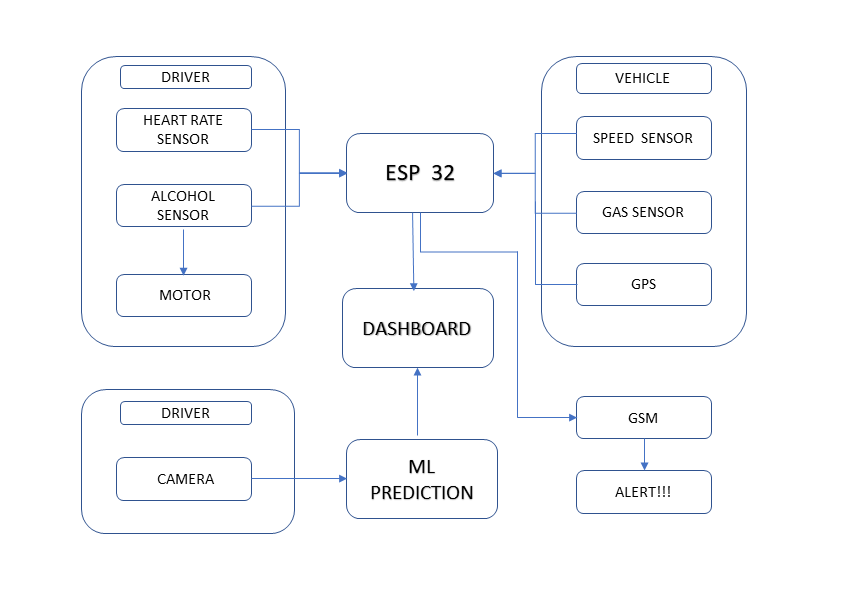 DRIVER
HEART RATE
SENSOR
ALCOHOL
SENSOR
MOTOR
ESP 32
DASHBOARD
VEHICLE
SPEED SENSOR
GAS SENSOR
GPS
DRIVER
CAMERA
ML
PREDICTION
GSM
ALERT!!!